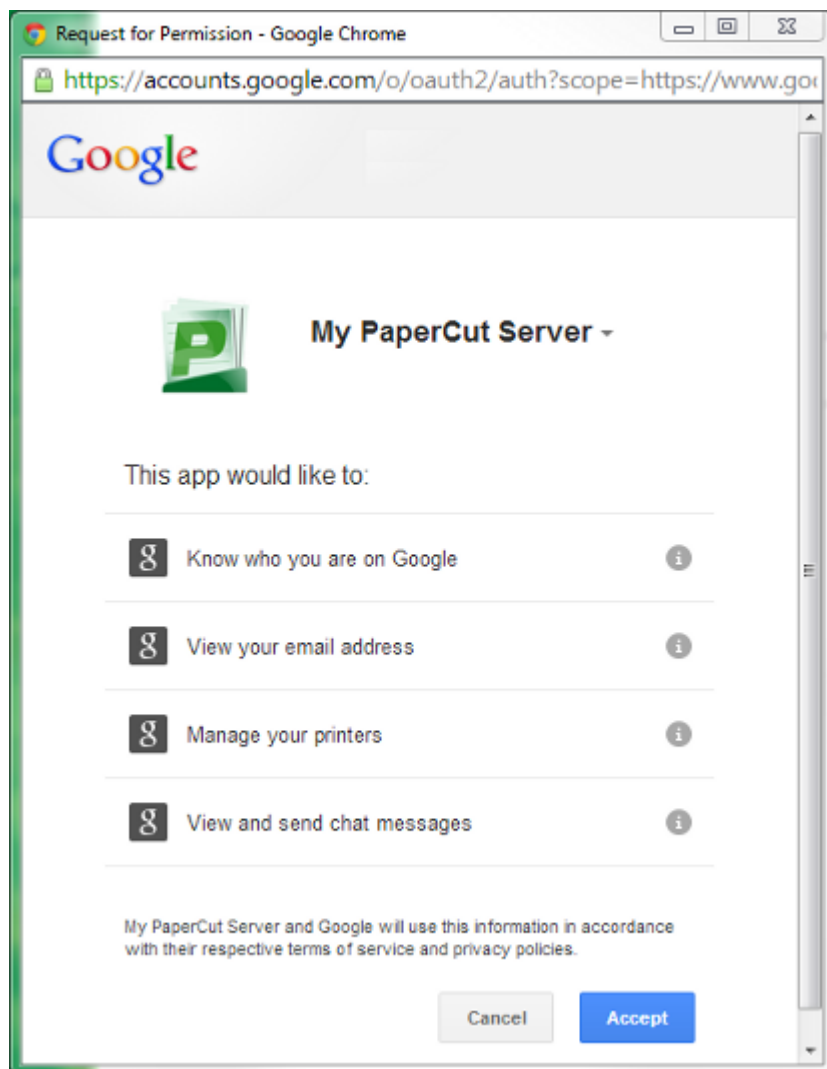 Request for Permission - Google Chrome
https://accounts.google.com/o/oauth2/auth?scope=https://www.goo
Google
P
My PaperCut Server
This app would like to:
g Know who you are on Google i
g View your email address i
g Manage your printers i
g View and send chat messages i
My PaperCut Server and Google will use this information in accordance
with their respective terms of service and privacy policies.
Cancel Accept